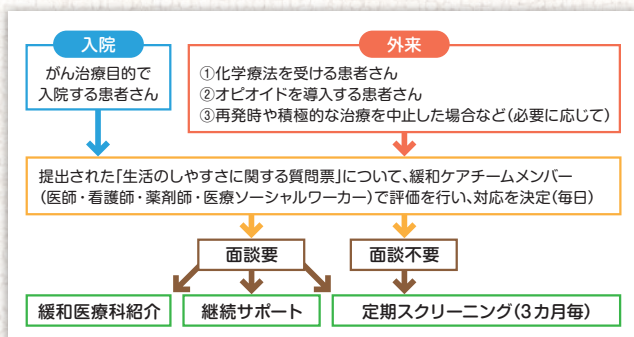 入院
外来
がん治療目的で
入院する患者さん
①化学療法を受ける患者さん
②オピオイドを導入する患者さん
③再発時や積極的な治療を中止した場合など(必要に応じて)
提出された「生活のしやすさに関する質問票」について、緩和ケアチームメンバー
(医師・看護師・薬剤師・医療ソーシャルワーカー)で評価を行い、対応を決定(毎日)
面談要
面談不要
緩和医療科紹介
継続サポート
定期スクリーニング(3カ月毎)